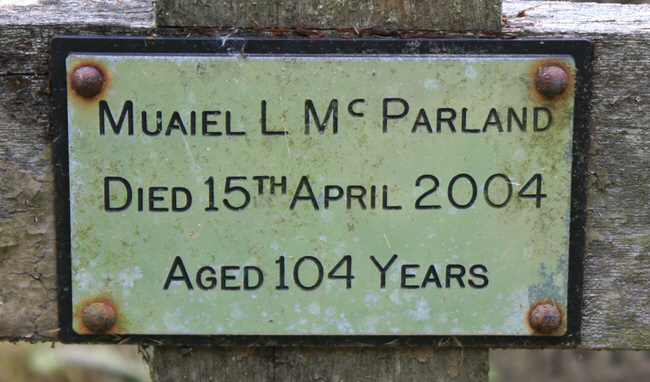 MUAIEL L MC PARLAND
DIED 15TH APRIL 2004
AGED 104 YEARS